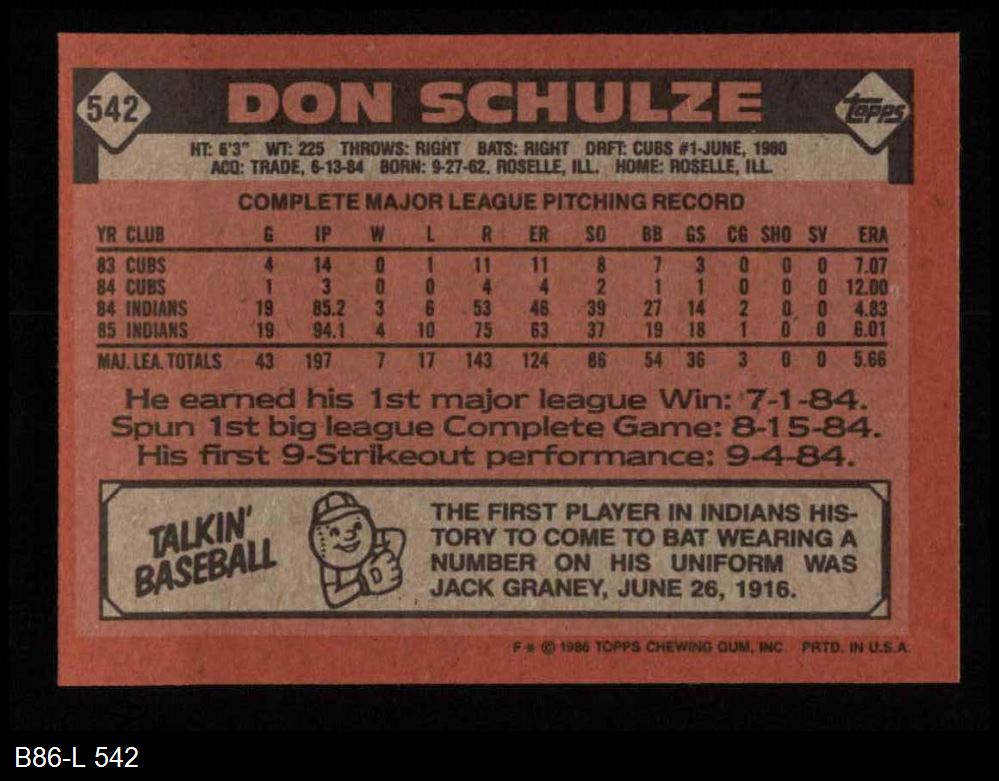 542 DON SCHULZE Topps
HT: 6'3" WT: 225 THROWS: RIGHT BATS: RIGHT DRFT: CUBS #1-JUNE, 1980
ACQ: TRADE, 6-13-84 BORN: 9-27-62, ROSELLE, ILL. HOME: ROSELLE, ILL.
COMPLETE MAJOR LEAGUE PITCHING RECORD
YR CLUB G IP W L R ER SO BB GS CG SHO SV ERA
83 CUBS 4 14 0 1 11 11 8 7 3 0 0 0 7.07
84 CUBS 1 3 0 0 4 4 2 1 1 0 0 0 12.00
84 INDIANS 19 85.2 3 6 53 46 39 27 14 2 0 0 4.83
85 INDIANS 19 94.1 4 10 75 63 37 19 18 1 0 0 6.01
MAJ. LEA. TOTALS 43 197 7 17 143 124 86 54 36 3 0 0 5.66
He earned his 1st major league Win: 7-1-84.
Spun 1st big league Complete Game: 8-15-84.
His first 9-Strikeout performance: 9-4-84.
TALKIN'
BASEBALL
THE FIRST PLAYER IN INDIANS HIS-
TORY TO COME TO BAT WEARING A
NUMBER ON HIS UNIFORM WAS
JACK GRANEY, JUNE 26, 1916.
F * © 1986 TOPPS CHEWING GUM, INC. PRTD. IN U.S.A.
B86-L 542